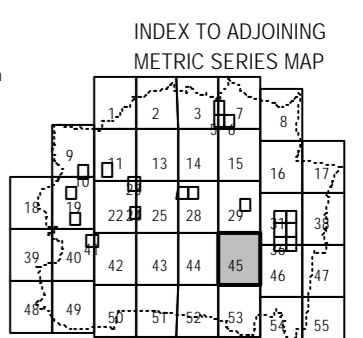 INDEX TO ADJOINING
METRIC SERIES MAP
1 2 3 5 6 7 8
9 10 11 13 14 15 16 17
18 19 22 25 28 29 31
39 40 41 42 43 44 45 46 47
48 49 50 51 52 53 54 55